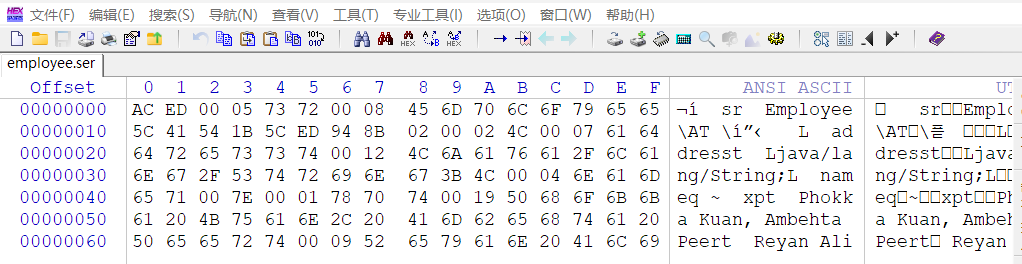 文件(F) 编辑(E) 搜索(S) 导航(N) 查看(V) 工具(T) 专业工具(I) 选项(O) 窗口(W) 帮助(H)
employee.ser
Offset 0 1 2 3 4 5 6 7 8 9 A B C D E F ANSI ASCII
00000000 AC ED 00 05 73 72 00 08 45 6D 70 6C 6F 79 65 65 ¬í sr Employee sr Empl
00000010 5C 41 54 1B 5C ED 94 8B 02 00 02 4C 00 07 61 64 \AT \í”‹ L ad \AT \ L
00000020 64 72 65 73 73 74 00 12 4C 6A 61 76 61 2F 6C 61 dresst Ljava/la dresst Ljava
00000030 6E 67 2F 53 74 72 69 6E 67 3B 4C 00 04 6E 61 6D ng/String;L nam ng/String;L
00000040 65 71 00 7E 00 01 78 70 74 00 19 50 68 6F 6B 6B eq ~ xpt Phokk eq ~ xpt Pho
00000050 61 20 4B 75 61 6E 2C 20 41 6D 62 65 68 74 61 20 a Kuan, Ambehta a Kuan, Ambeh
00000060 50 65 65 72 74 00 09 52 65 79 61 6E 20 41 6C 69 Peert Reyan Ali Peert Reyan